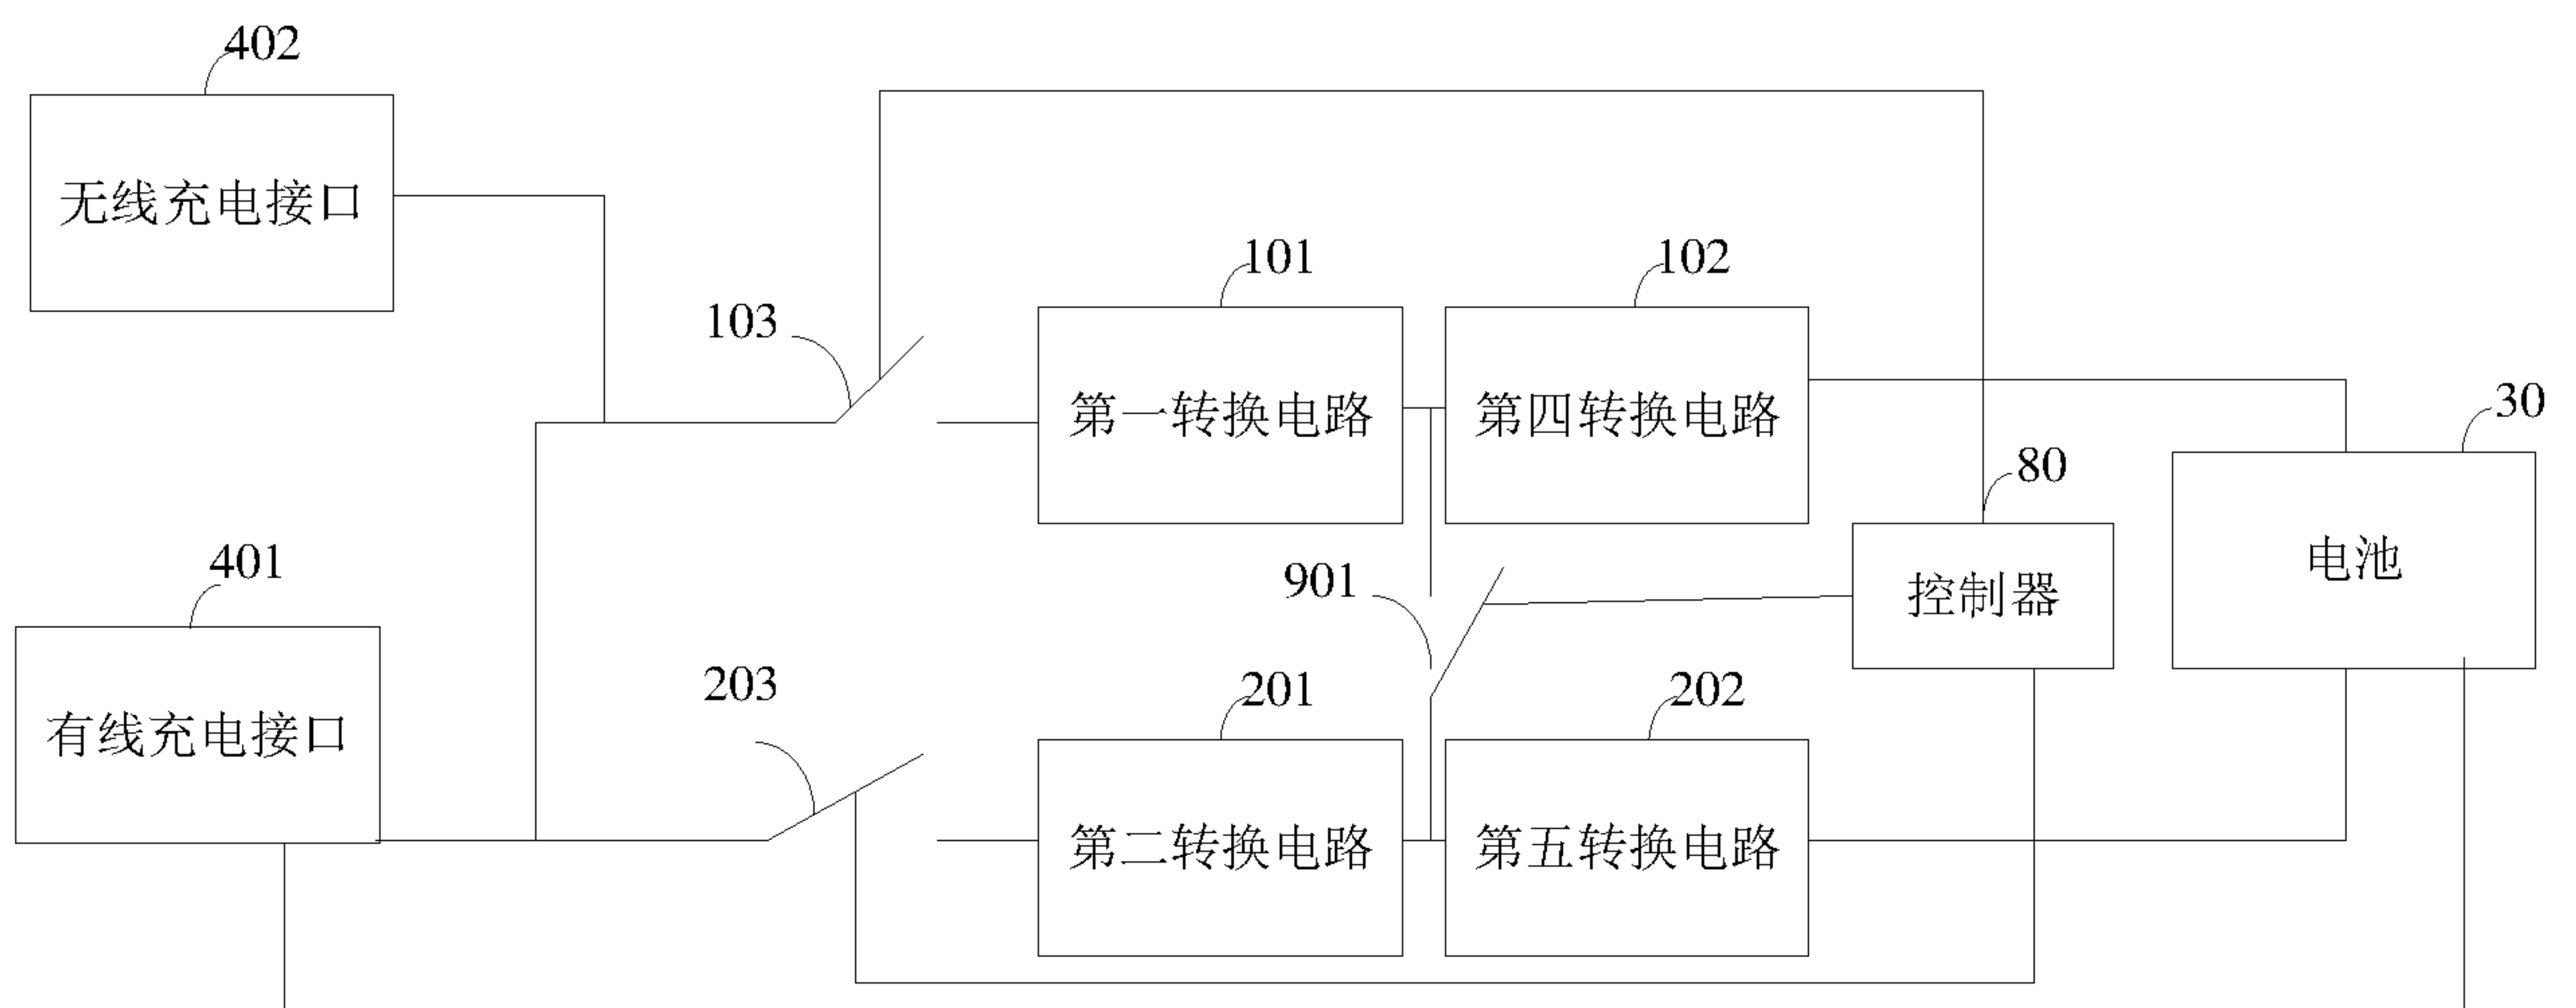 402
无线充电接口
103
101
102
第一转换电路
第四转换电路
30
80
电池
控制器
401
有线充电接口
901
203
201
202
第二转换电路
第五转换电路